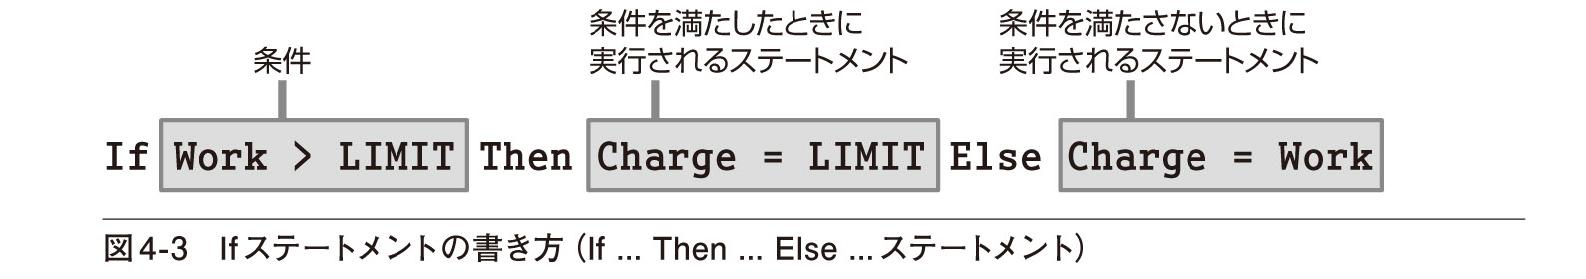 条件
条件を満たしたときに
実行されるステートメント
条件を満たさないときに
実行されるステートメント
If Work > LIMIT Then Charge = LIMIT Else Charge = Work
図4-3　Ifステートメントの書き方（If ... Then ... Else ...ステートメント）